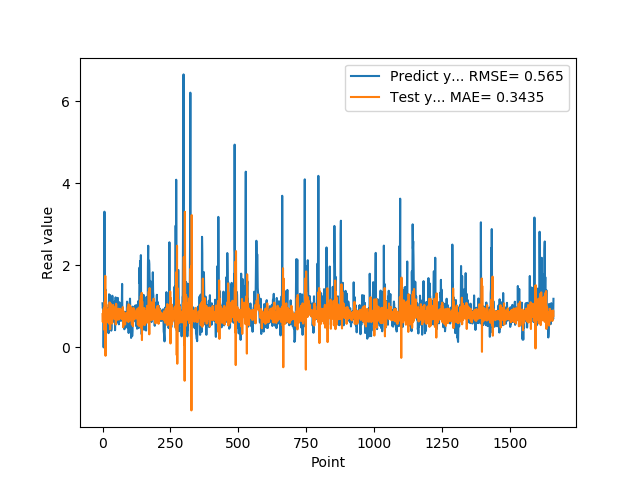 Predict y... RMSE= 0.565
Test y... MAE= 0.3435
6
4
2
0
Real value
0 250 500 750 1000 1250 1500
Point